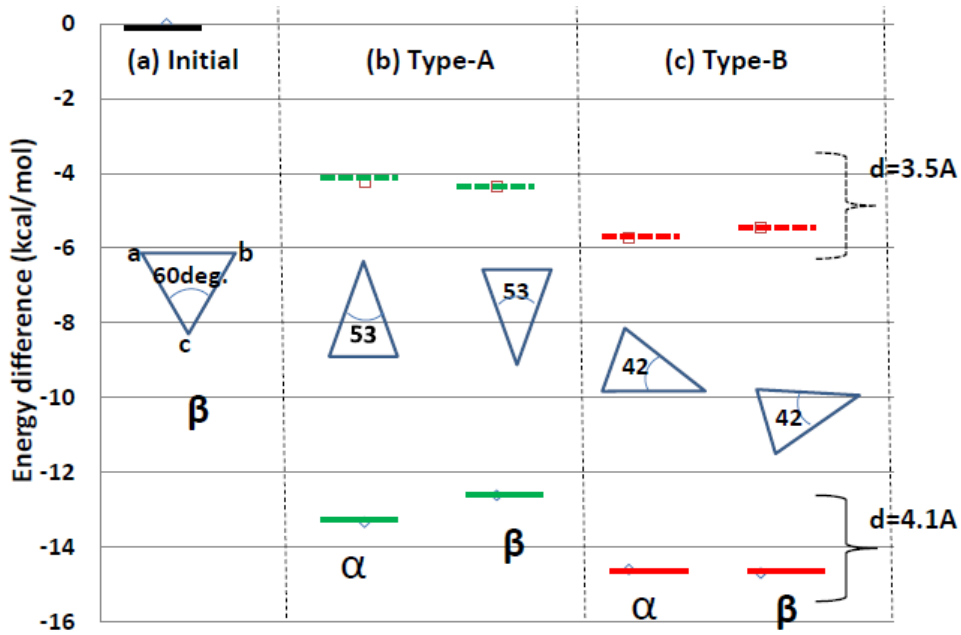 0
(a) Initial
(b) Type-A
(c) Type-B
-2
-4
d=3.5A
-6
a
b
60deg.
c
53
53
-8
42
42
-10
β
-12
d=4.1A
-14
α
β
α
β
-16
Energy difference (kcal/mol)